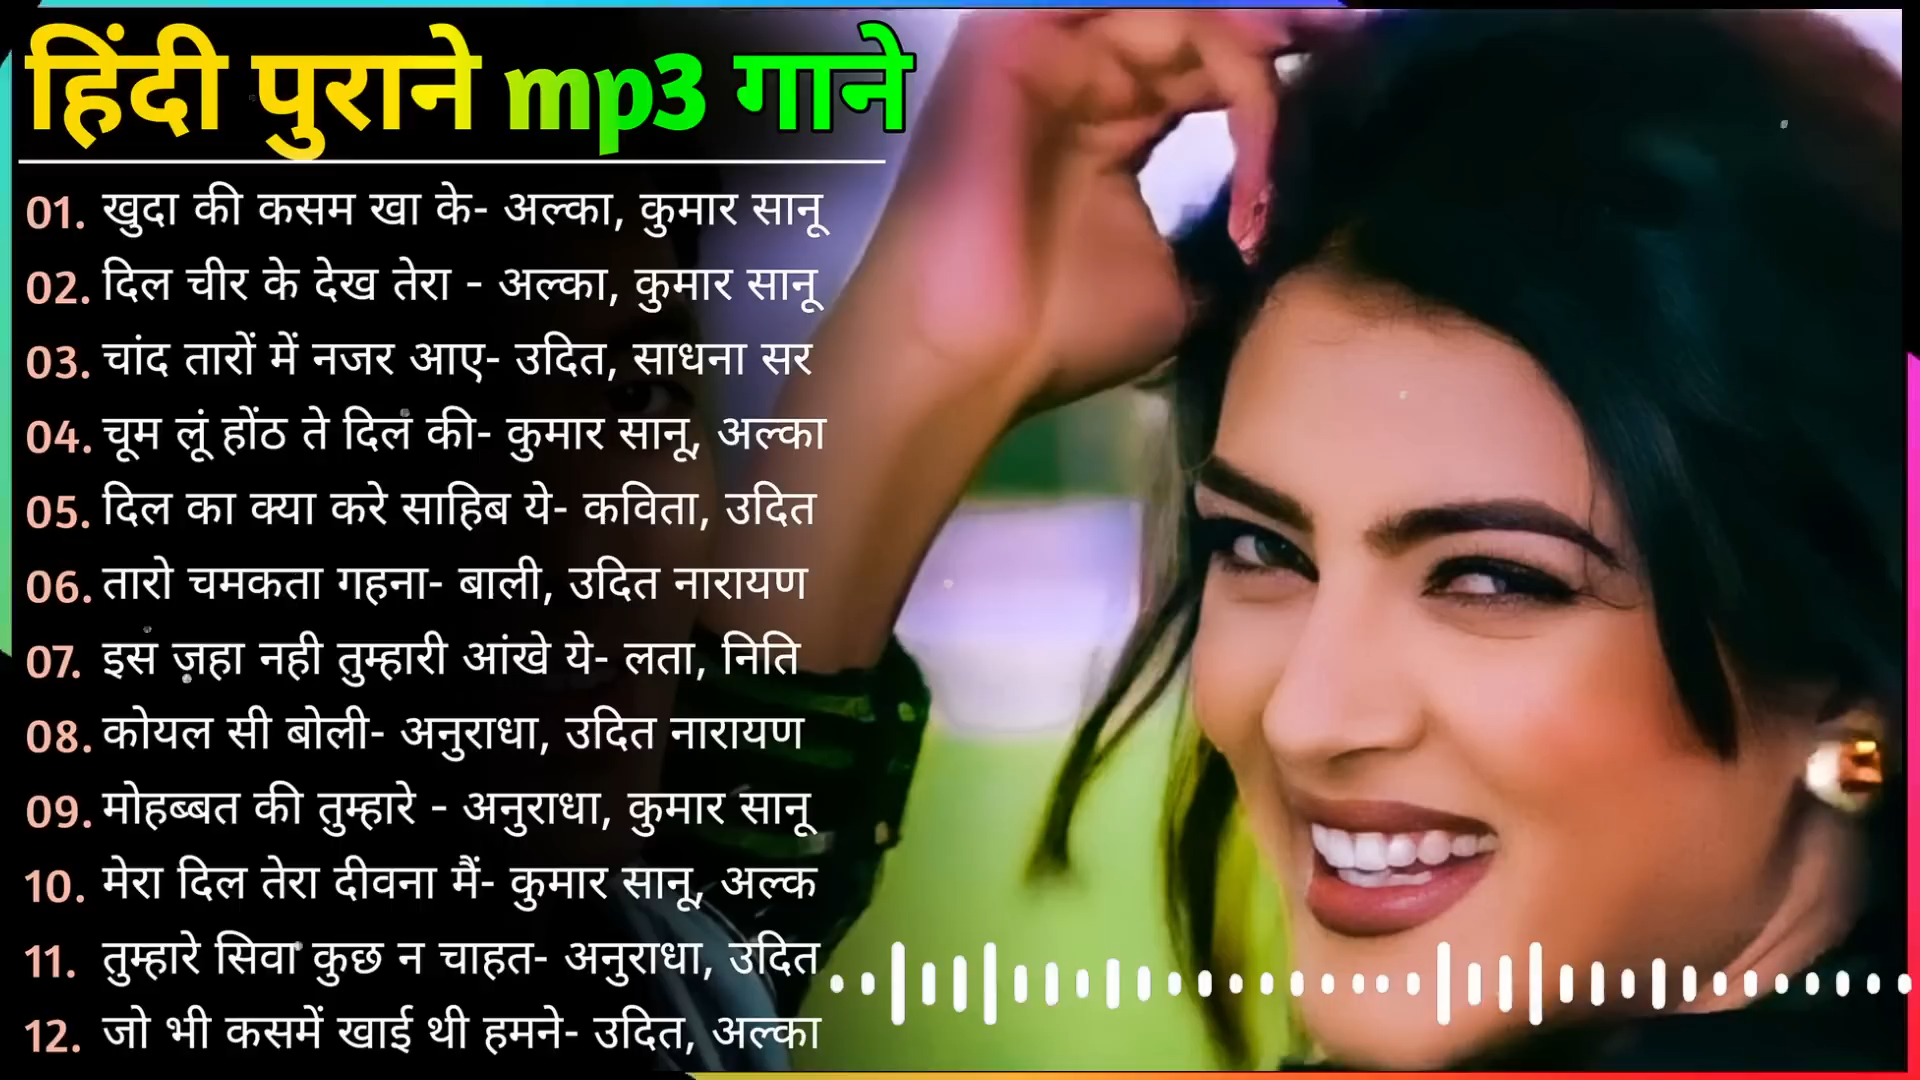 हिंदी पुराने mp3 गाने
01. खुदा की कसम खा के- अल्का, कुमार सानू
02. दिल चीर के देख तेरा - अल्का, कुमार सानू
03. चांद तारों में नजर आए- उदित, साधना सर
04. चूम लूं होंठ ते दिल की- कुमार सानू, अल्का
05. दिल का क्या करे साहिब ये- कविता, उदित
06. तारो चमकता गहना- बाली, उदित नारायण
07. इस ज़हा नही तुम्हारी आंखे ये- लता, निति
08. कोयल सी बोली- अनुराधा, उदित नारायण
09. मोहब्बत की तुम्हारे - अनुराधा, कुमार सानू
10. मेरा दिल तेरा दीवना मैं- कुमार सानू, अल्क
11. तुम्हारे सिवा कुछ न चाहत- अनुराधा, उदित
12. जो भी कसमें खाई थी हमने- उदित, अल्का